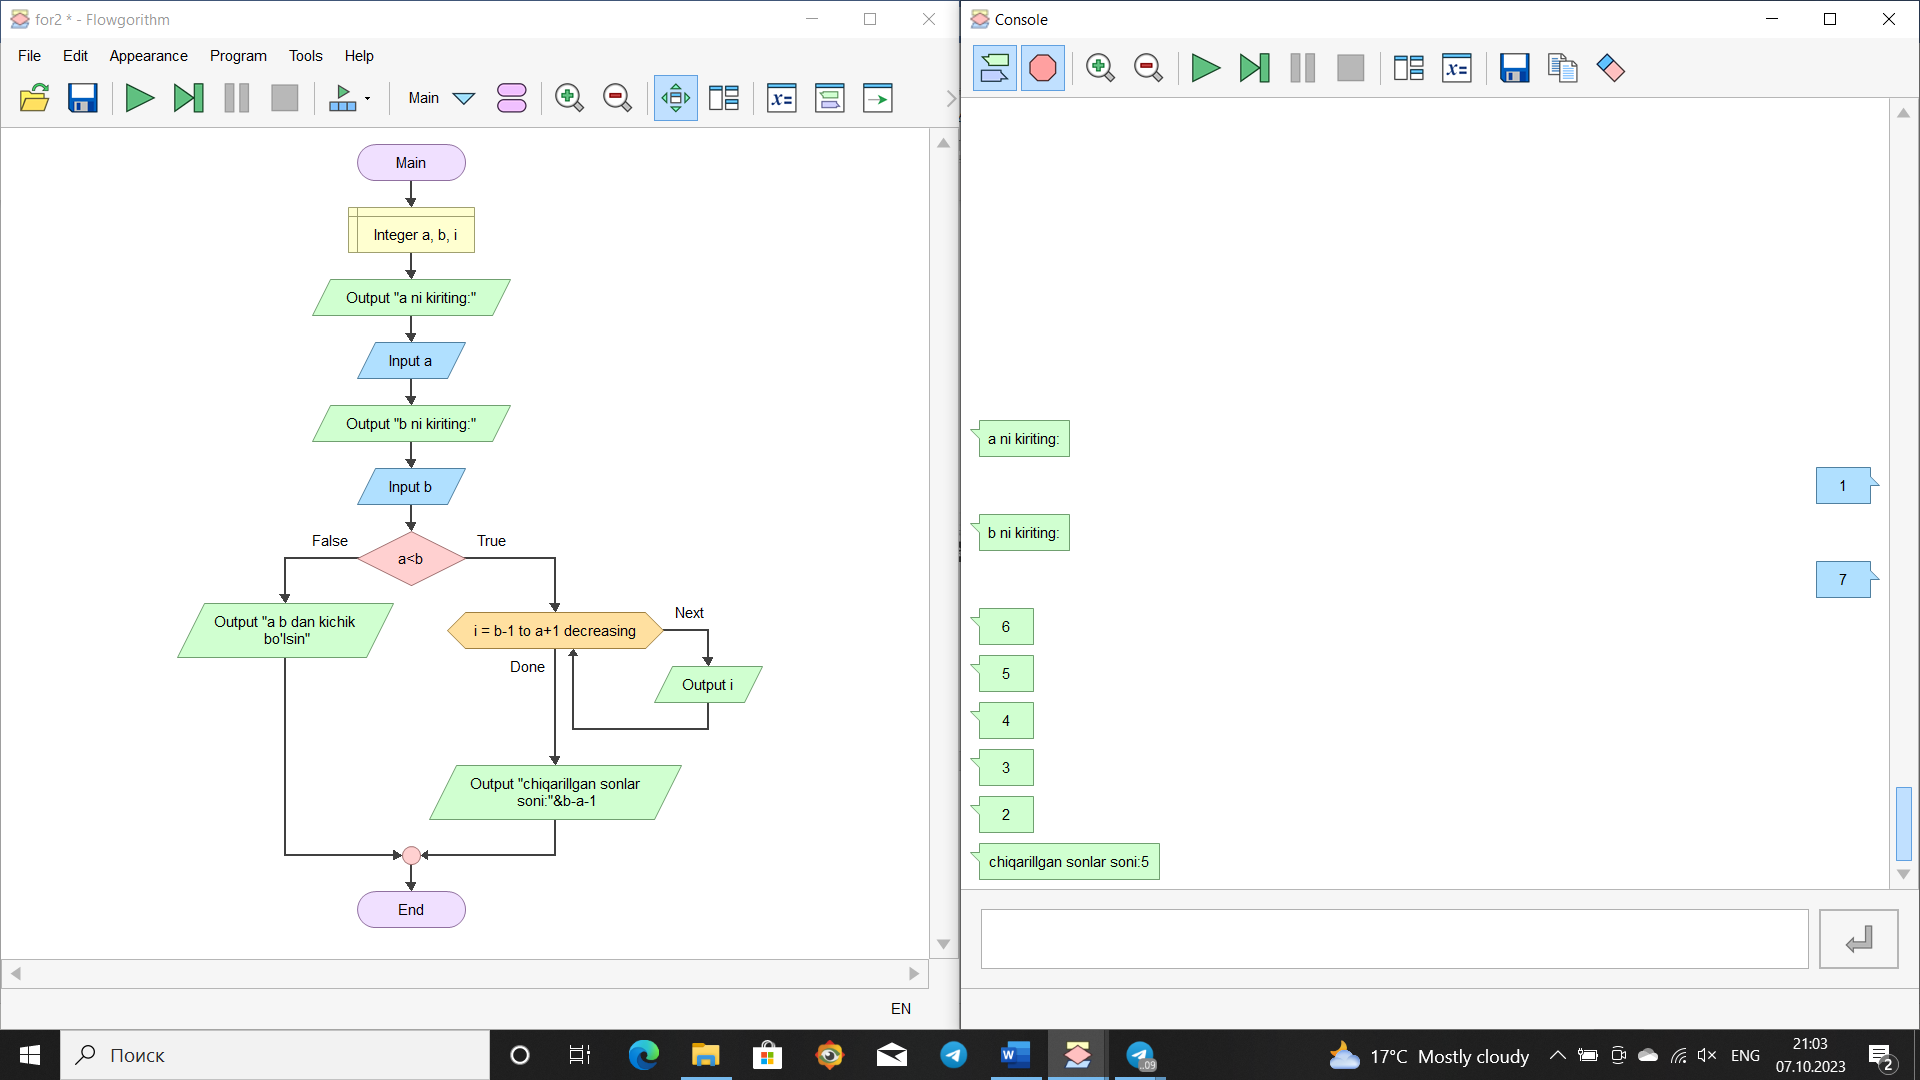 for2 * - Flowgorithm
File Edit Appearance Program Tools Help
Main
Main
Integer a, b, i
Output "a ni kiriting:"
Input a
Output "b ni kiriting:"
Input b
False
a<b
True
Output "a b dan kichik
bo'lsin"
i = b-1 to a+1 decreasing
Next
Done
Output i
Output "chiqarillgan sonlar
soni:"&b-a-1
End
EN
Console
x=
x=
a ni kiriting:
1
b ni kiriting:
7
6
5
4
3
2
chiqarillgan sonlar soni:5
Поиск
W
.09
17°C Mostly cloudy
ENG
21:03
07.10.2023
2